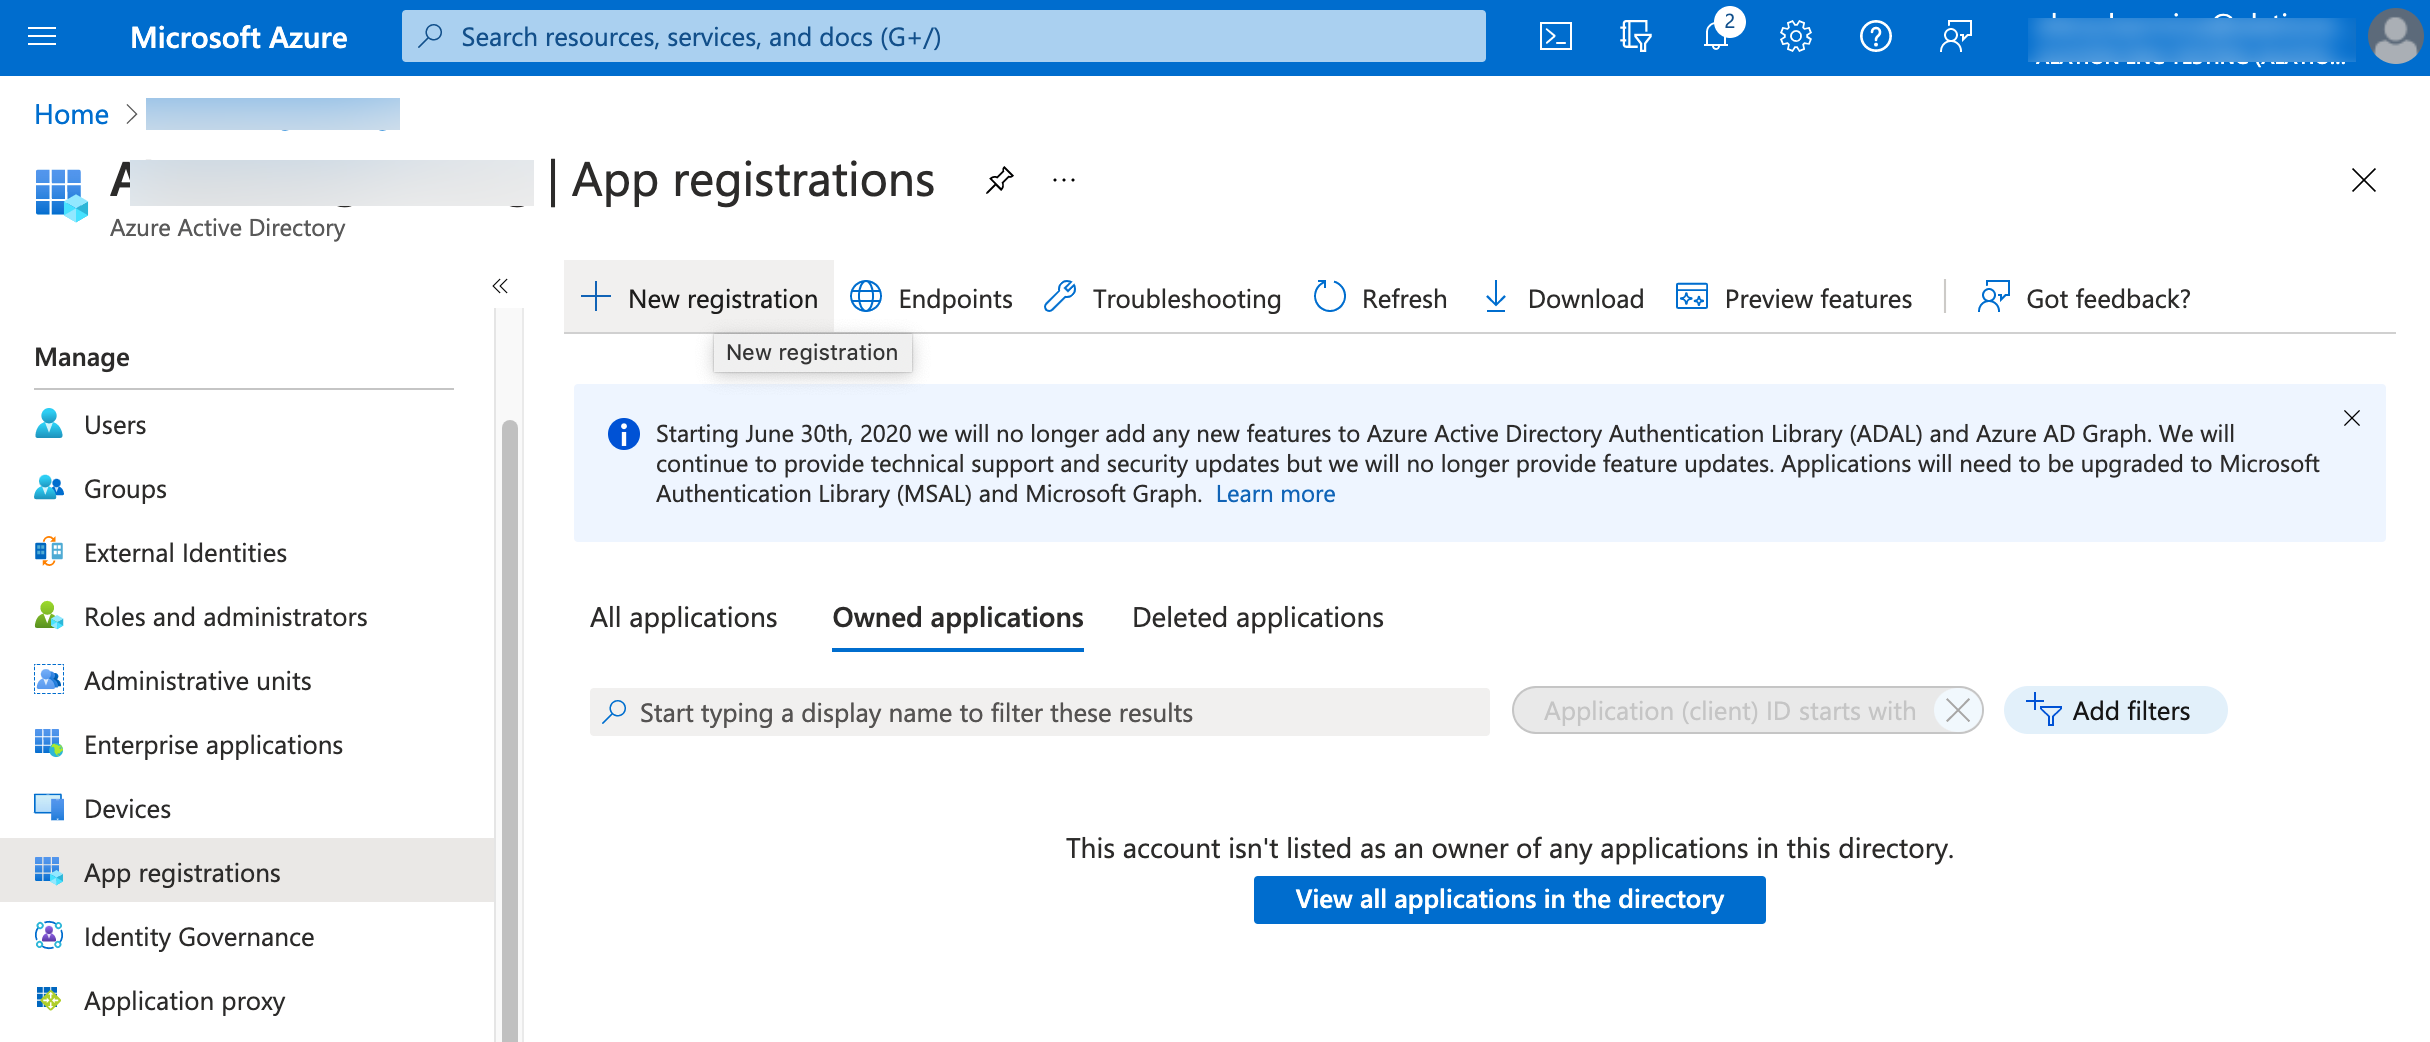 Microsoft Azure
Search resources, services, and docs (G+/)
2
Home >
| App registrations ...
Azure Active Directory
«
New registration
Endpoints
Troubleshooting
Refresh
Download
Preview features
Got feedback?
New registration
Manage
Users
Groups
External Identities
Roles and administrators
Administrative units
Enterprise applications
Devices
App registrations
Identity Governance
Application proxy
Starting June 30th, 2020 we will no longer add any new features to Azure Active Directory Authentication Library (ADAL) and Azure AD Graph. We will
continue to provide technical support and security updates but we will no longer provide feature updates. Applications will need to be upgraded to Microsoft
Authentication Library (MSAL) and Microsoft Graph. Learn more
All applications
Owned applications
Deleted applications
Start typing a display name to filter these results
Application (client) ID starts with
Add filters
This account isn't listed as an owner of any applications in this directory.
View all applications in the directory